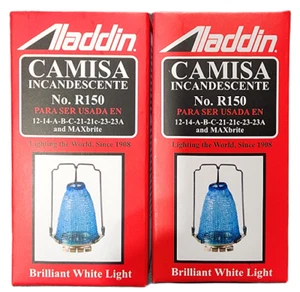 Aladdin
CAMISA
INCANDESCENTE
No. R150
PARA SER USADA EN
12-14-A-B-C-21-21c-23-23A
and MAXbrite
Lighting the World, Since 1908
Brilliant White Light
Aladdin
CAMISA
INCANDESCENTE
No. R150
PARA SER USADA EN
12-14-A-B-C-21-21c-23-23A
and MAXbrite
Lighting the World, Since 1908
Brilliant White Light